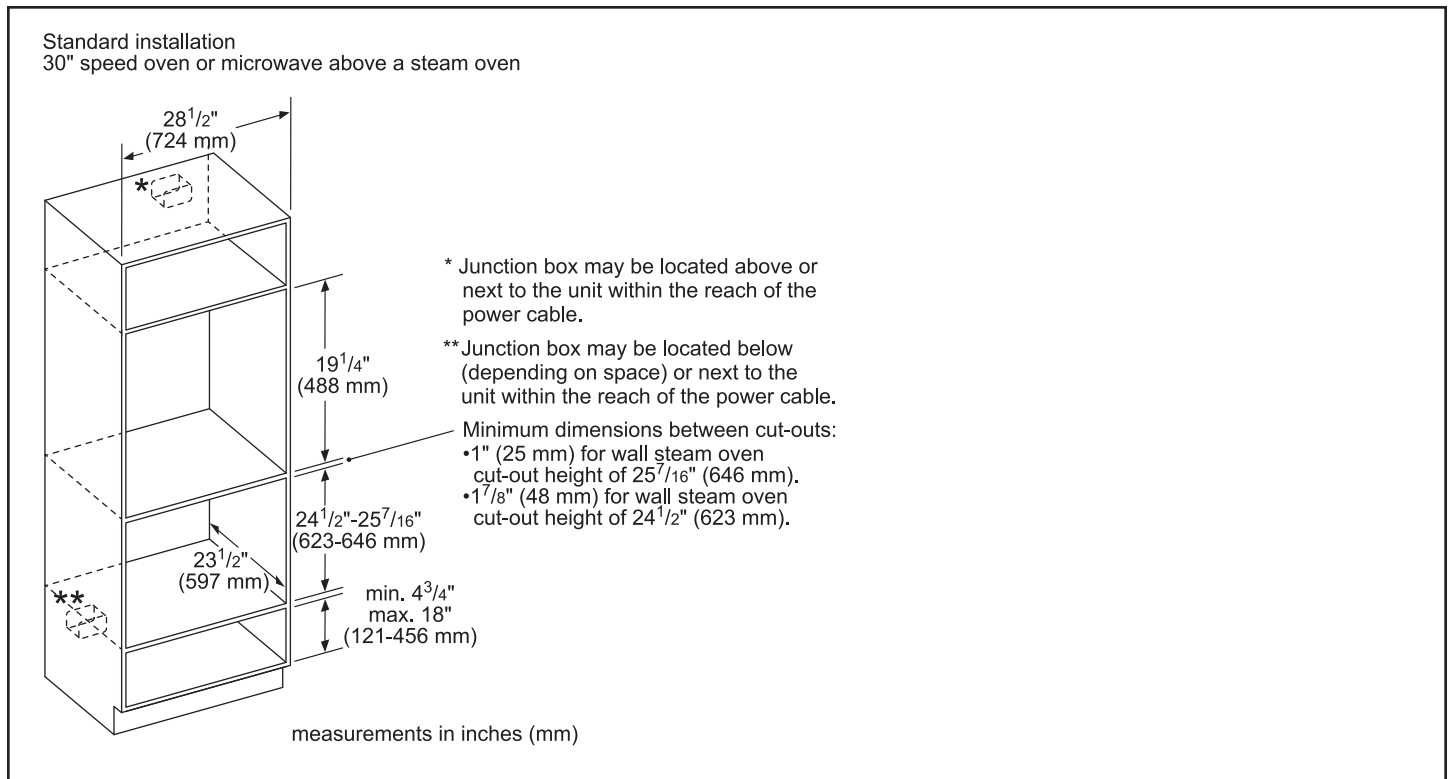 Standard installation
30" speed oven or microwave above a steam oven
28 1/2"
(724 mm)
*
* Junction box may be located above or
next to the unit within the reach of the
power cable.
**Junction box may be located below
(depending on space) or next to the
unit within the reach of the power cable.
19 1/4"
(488 mm)
Minimum dimensions between cut-outs:
•1" (25 mm) for wall steam oven
cut-out height of 25 7/16" (646 mm).
•1 7/8" (48 mm) for wall steam oven
cut-out height of 24 1/2" (623 mm).
24 1/2"-25 7/16"
(623-646 mm)
23 1/2"
(597 mm)
**
min. 4 3/4"
max. 18"
(121-456 mm)
measurements in inches (mm)